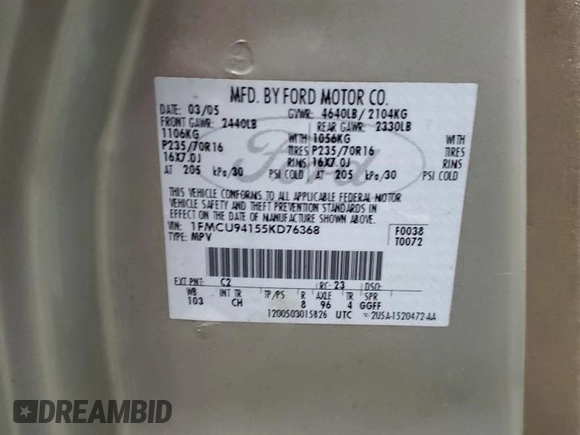 MFD. BY FORD MOTOR CO.
DATE: 03/05 GVWR: 4640LB/ 2104KG
FRONT GAWR: 2440LB REAR GAWR: 2330LB
1106KG WITH 1056KG WITH
P235/70R16 TIRES P235/70R16 TIRES
16X7.0J RIMS 16X7.0J RIMS
AT 205 kPa/30 PSI COLD AT 205 kPa/30 PSI COLD
THIS VEHICLE CONFORMS TO ALL APPLICABLE FEDERAL MOTOR
VEHICLE SAFETY AND THEFT PREVENTION STANDARDS IN
EFFECT ON THE DATE OF MANUFACTURE SHOWN ABOVE.
VIN: 1FMCU94155KD76368 F0038
TYPE: MPV T0072
EXT PNT: C2 RC: 23 DSO:
WB INT TR TP/PS R AXLE TR SPR
103 CH 8 96 4 GGFF
1200503015826 UTC 2U5A-1520472-AA
Ford
DREAMBID